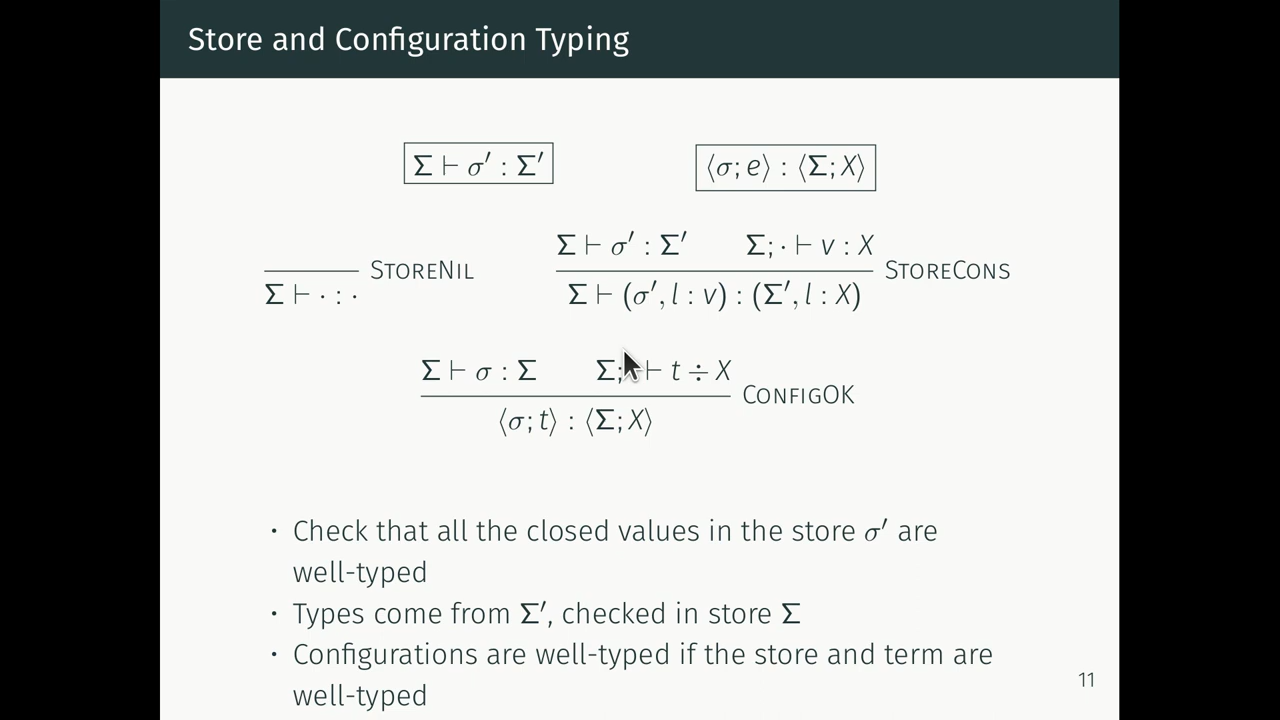 Store and Configuration Typing
Σ ⊢ σ′ : Σ′
⟨σ; e⟩ : ⟨Σ; X⟩
Σ ⊢ · : · STORENIL
Σ ⊢ σ′ : Σ′ Σ; · ⊢ v : X
Σ ⊢ (σ′, l : v) : (Σ′, l : X) STORECONS
Σ ⊢ σ : Σ Σ; ⊢ t ÷ X
⟨σ; t⟩ : ⟨Σ; X⟩ CONFIGOK
· Check that all the closed values in the store σ′ are
well-typed
· Types come from Σ′, checked in store Σ
· Configurations are well-typed if the store and term are
well-typed
11